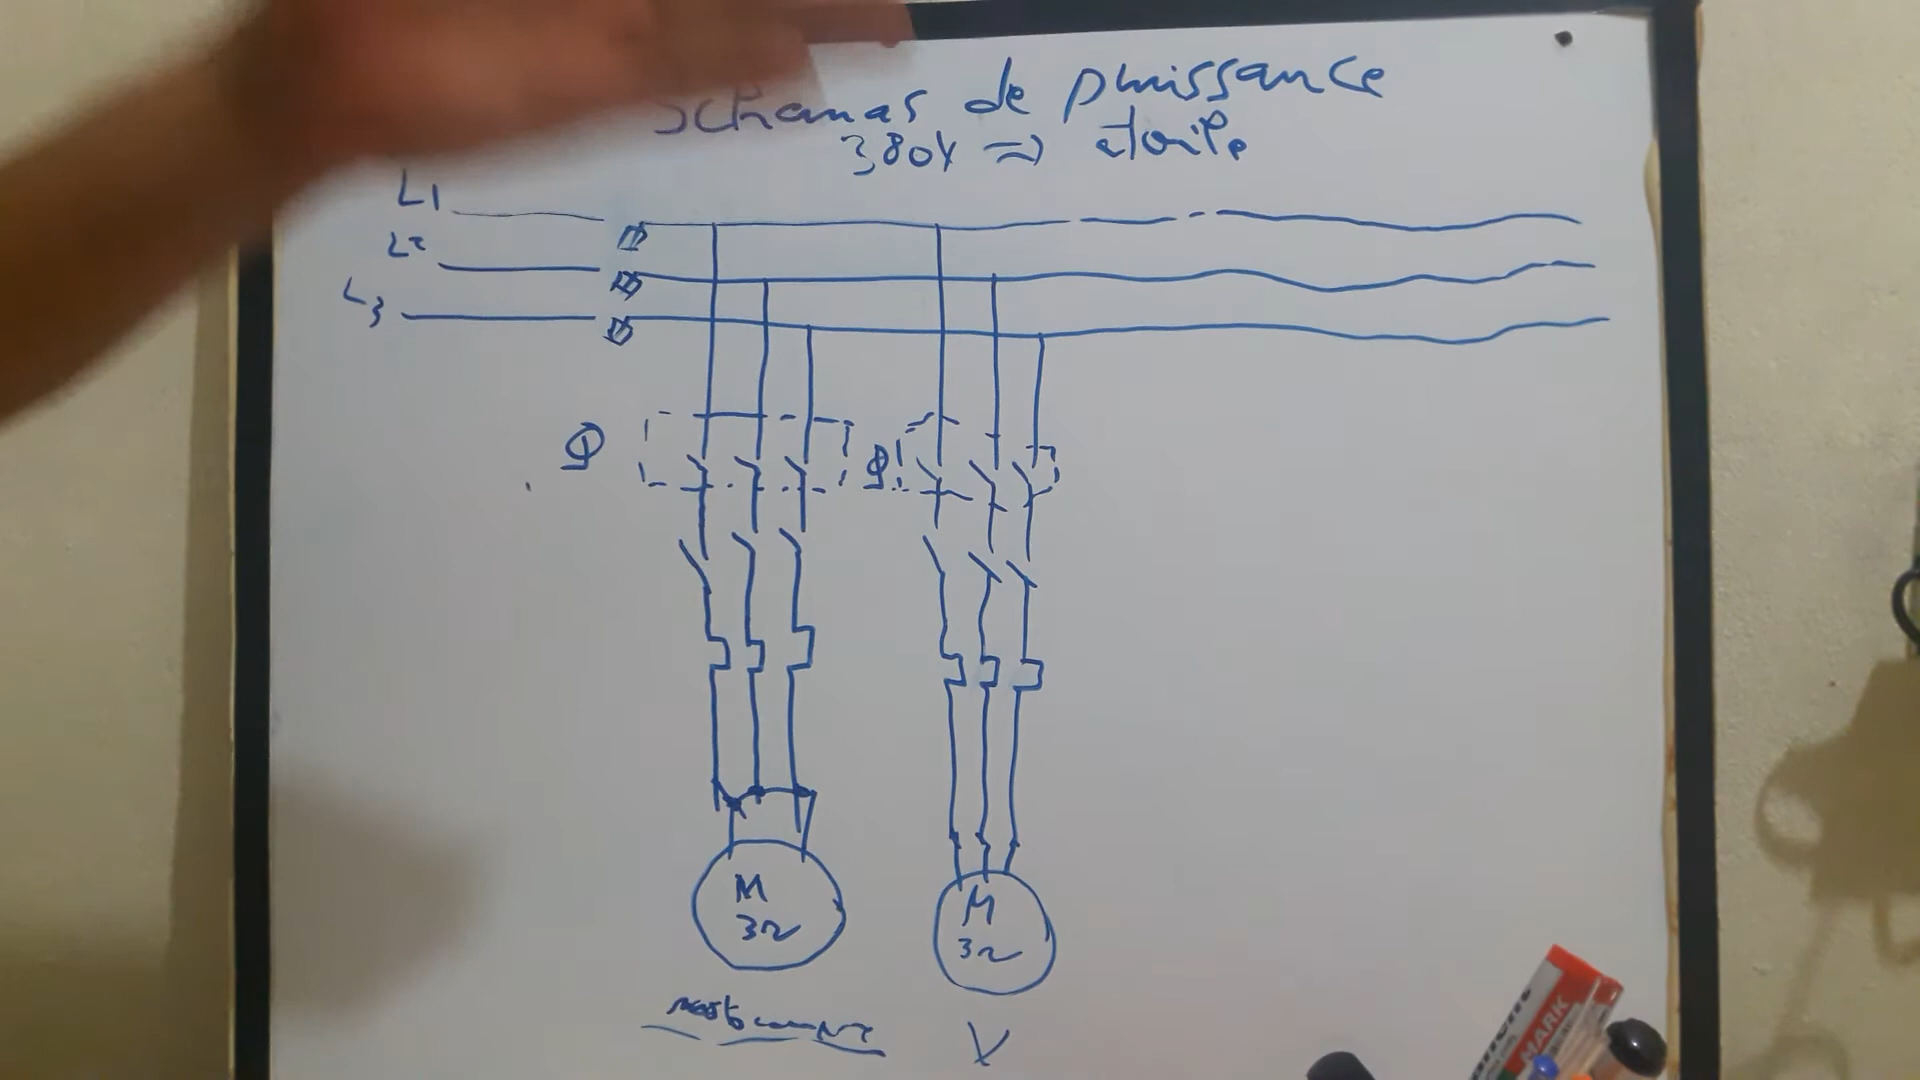 schemas de puissance
380V => etoile
L1
L2
L3
Q Q
M
3~
M
3~
Y
MARK